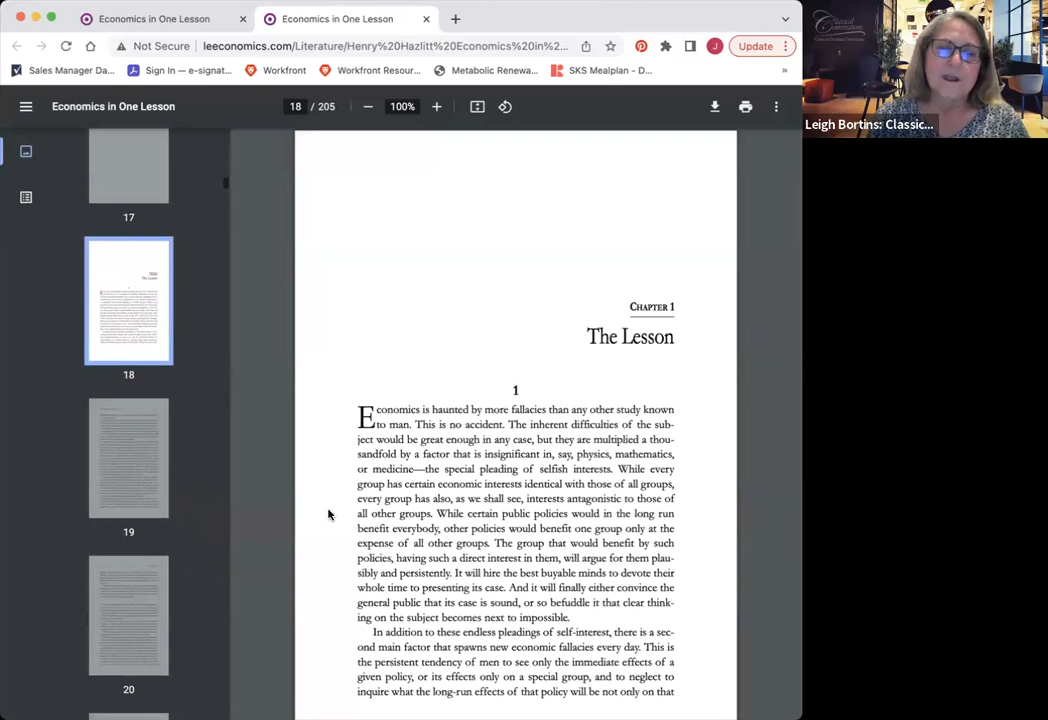 Economics in One Lesson
Economics in One Lesson
Not Secure
leeconomics.com/Literature/Henry%20Hazlitt%20Economics%20in%2...
J
Update
Sales Manager Da...
Sign In — e-signat...
Workfront
Workfront Resour...
Metabolic Renewa...
SKS Mealplan - D...
»
Economics in One Lesson
18 / 205
100%
17
18
19
20
CHAPTER 1
The Lesson
1
Economics is haunted by more fallacies than any other study known
to man. This is no accident. The inherent difficulties of the sub-
ject would be great enough in any case, but they are multiplied a thou-
sandfold by a factor that is insignificant in, say, physics, mathematics,
or medicine—the special pleading of selfish interests. While every
group has certain economic interests identical with those of all groups,
every group has also, as we shall see, interests antagonistic to those of
all other groups. While certain public policies would in the long run
benefit everybody, other policies would benefit one group only at the
expense of all other groups. The group that would benefit by such
policies, having such a direct interest in them, will argue for them plau-
sibly and persistently. It will hire the best buyable minds to devote their
whole time to presenting its case. And it will finally either convince the
general public that its case is sound, or so befuddle it that clear think-
ing on the subject becomes next to impossible.
In addition to these endless pleadings of self-interest, there is a sec-
ond main factor that spawns new economic fallacies every day. This is
the persistent tendency of men to see only the immediate effects of a
given policy, or its effects only on a special group, and to neglect to
inquire what the long-run effects of that policy will be not only on that
Classical
Conversations
Leigh Bortins: Classic...